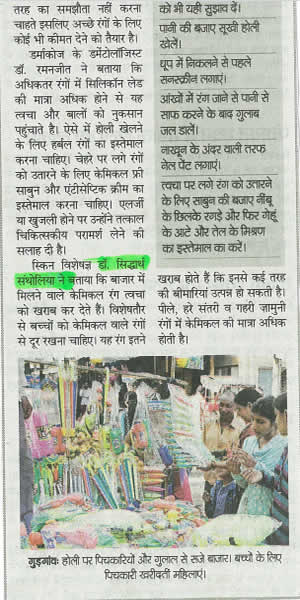 तरह का समझौता नहीं करना
चाहते इसलिए अच्छे रंगों के लिए
कोई भी कीमत देने को तैयार है।
डर्माकोज के डर्मेटोलॉजिस्ट
डॉ. रमनजीत ने बताया कि
अधिकतर रंगों में सिलिकॉन लेड
की मात्रा अधिक होने से यह
त्वचा और बालों को नुकसान
पहुंचाते है। ऐसे में होली खेलने
के लिए हर्बल रंगों का इस्तेमाल
करना चाहिए। चेहरे पर लगे रंगों
को उतारने के लिए केमिकल फ्री
साबुन और एंटीसेप्टिक क्रीम का
इस्तेमाल करना चाहिए। एलर्जी
या खुजली होने पर उन्होंने तत्काल
चिकित्सकीय परामर्श लेने की
सलाह दी है।
स्किन विशेषज्ञ डॉ. सिद्धार्थ
संथोलिया ने बताया कि बाजार में
मिलने वाले केमिकल रंग त्वचा को
खराब कर देते हैं। विशेषतौर
से बच्चों को केमिकल वाले रंगों
से दूर रखना चाहिए। यह रंग इतने
को भी यही सुझाव दें।
पानी की बजाए सूखी होली
खेलें।
धूप में निकलने से पहले
सनस्क्रीन लगाएं।
आंखों में रंग जाने से पानी से
साफ करने के बाद गुलाब
जल डालें।
नाखून के अंदर वाली तरफ
नेल पेंट लगाएं।
त्वचा पर लगे रंग को उतारने
के लिए साबुन की बजाए नींबू
के छिलके रगड़े और फिर गेहूं
के आटे और तेल के मिश्रण
का इस्तेमाल का करें।
खराब होते हैं कि इनसे कई तरह
की बीमारियां उत्पन्न हो सकती है।
पीले, हरे संतरी व गहरी जामुनी
रंगों में केमिकल की मात्रा अधिक
होती है।
गुड़गांवः होली पर पिचकारियों और गुलाल से सजे बाजार। बच्चों के लिए
पिचकारी खरीदतीं महिलाएं।